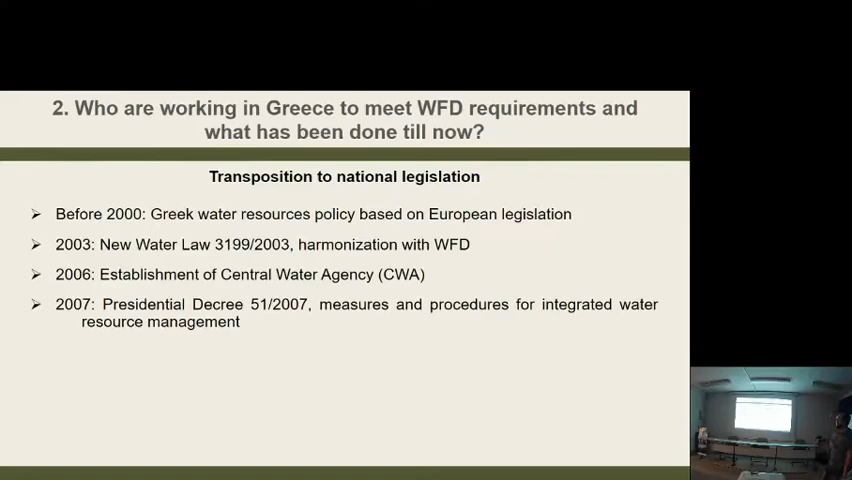 2. Who are working in Greece to meet WFD requirements and
what has been done till now?
Transposition to national legislation
➢ Before 2000: Greek water resources policy based on European legislation
➢ 2003: New Water Law 3199/2003, harmonization with WFD
➢ 2006: Establishment of Central Water Agency (CWA)
➢ 2007: Presidential Decree 51/2007, measures and procedures for integrated water
resource management